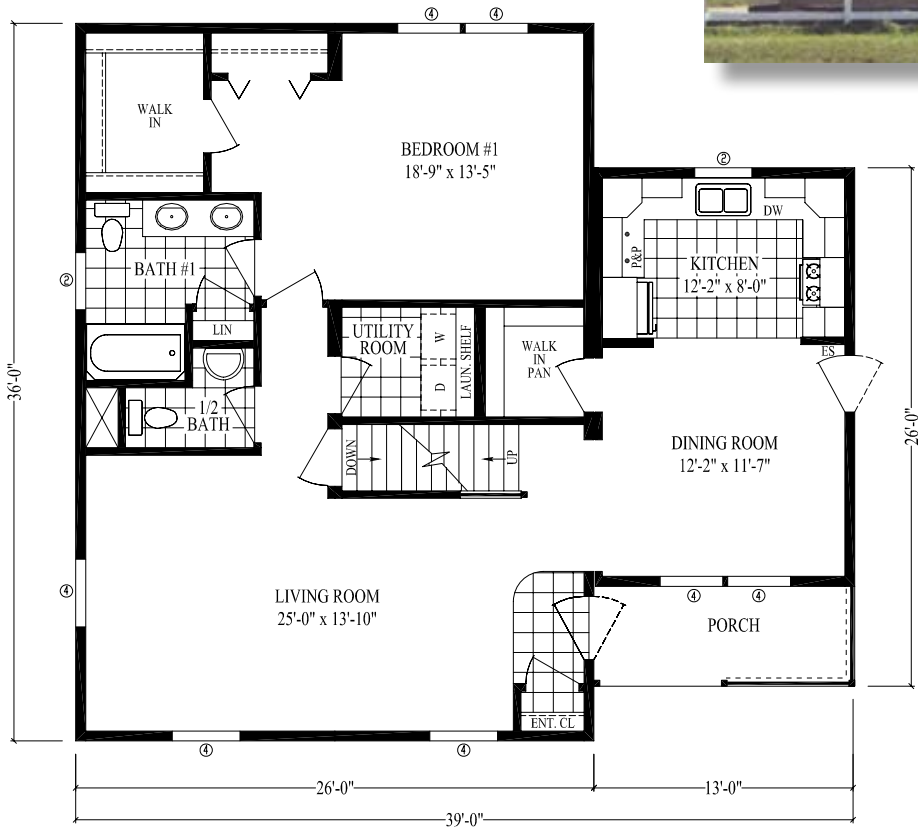 ④ ④
WALK
IN
BEDROOM #1
18'-9" x 13'-5"
②
DW
P&P
KITCHEN
12'-2" x 8'-0"
BATH #1
②
LIN
UTILITY
ROOM
W
D
LAUN. SHELF
WALK
IN
PAN
ES
36'-0"
26'-0"
1/2
BATH
DOWN
UP
DINING ROOM
12'-2" x 11'-7"
④
LIVING ROOM
25'-0" x 13'-10"
④ ④
PORCH
ENT. CL
④ ④
26'-0" 13'-0"
39'-0"